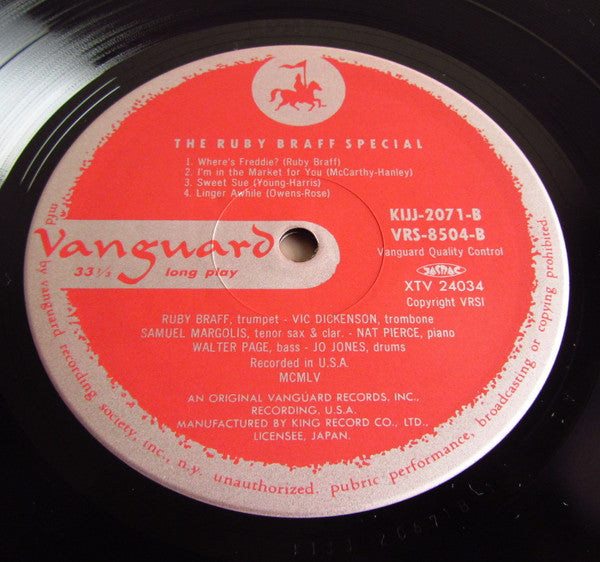 THE RUBY BRAFF SPECIAL
1. Where's Freddie? (Ruby Braff)
2. I'm in the Market for You (McCarthy-Hanley)
3. Sweet Sue (Young-Harris)
4. Linger Awhile (Owens-Rose)
KIJJ-2071-B
VRS-8504-B
Vanguard Quality Control
JASRAC
XTV 24034
Copyright VRSI
Vanguard
33 1/3 long play
RUBY BRAFF, trumpet - VIC DICKENSON, trombone
SAMUEL MARGOLIS, tenor sax & clar. - NAT PIERCE, piano
WALTER PAGE, bass - JO JONES, drums
Recorded in U.S.A.
MCMLV
AN ORIGINAL VANGUARD RECORDS, INC.,
RECORDING, U.S.A.
MANUFACTURED BY KING RECORD CO., LTD.,
LICENSEE, JAPAN.
mf'd by vanguard recording society, inc., n.y. unauthorized. pubric performance, broadcasting or copying prohibited.